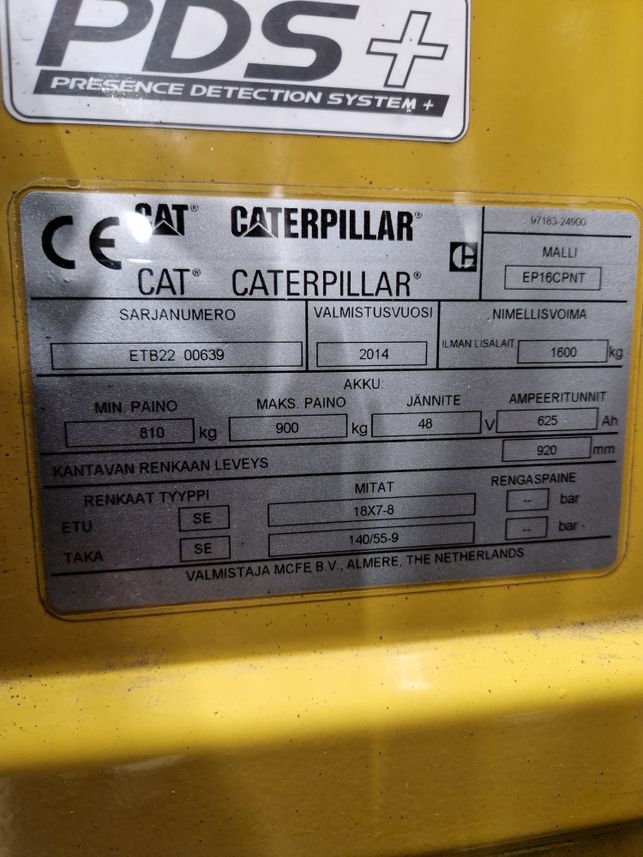 PDS+
PRESENCE DETECTION SYSTEM +
CE CAT® CATERPILLAR®
CAT® CATERPILLAR®
97183-24900
MALLI
EP16CPNT
SARJANUMERO VALMISTUSVUOSI NIMELLISVOIMA
ETB22 00639 2014 ILMAN LISÄLAIT 1600 kg
AKKU:
MIN. PAINO MAKS. PAINO JÄNNITE AMPEERITUNNIT
810 kg 900 kg 48 V 625 Ah
KANTAVAN RENKAAN LEVEYS 920 mm
RENKAAT TYYPPI MITAT RENGASPAINE
ETU SE 18X7-8 -- bar
TAKA SE 140/55-9 -- bar
VALMISTAJA MCFE B.V., ALMERE, THE NETHERLANDS